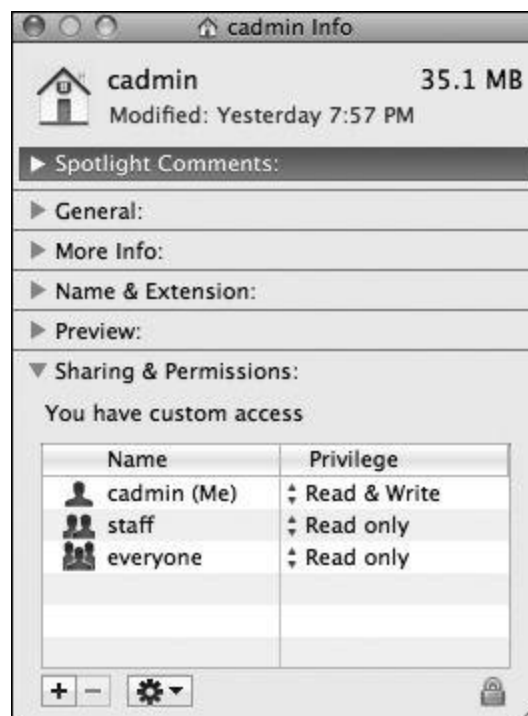 cadmin Info
cadmin 35.1 MB
Modified: Yesterday 7:57 PM
Spotlight Comments:
General:
More Info:
Name & Extension:
Preview:
Sharing & Permissions:
You have custom access
Name Privilege
cadmin (Me) Read & Write
staff Read only
everyone Read only